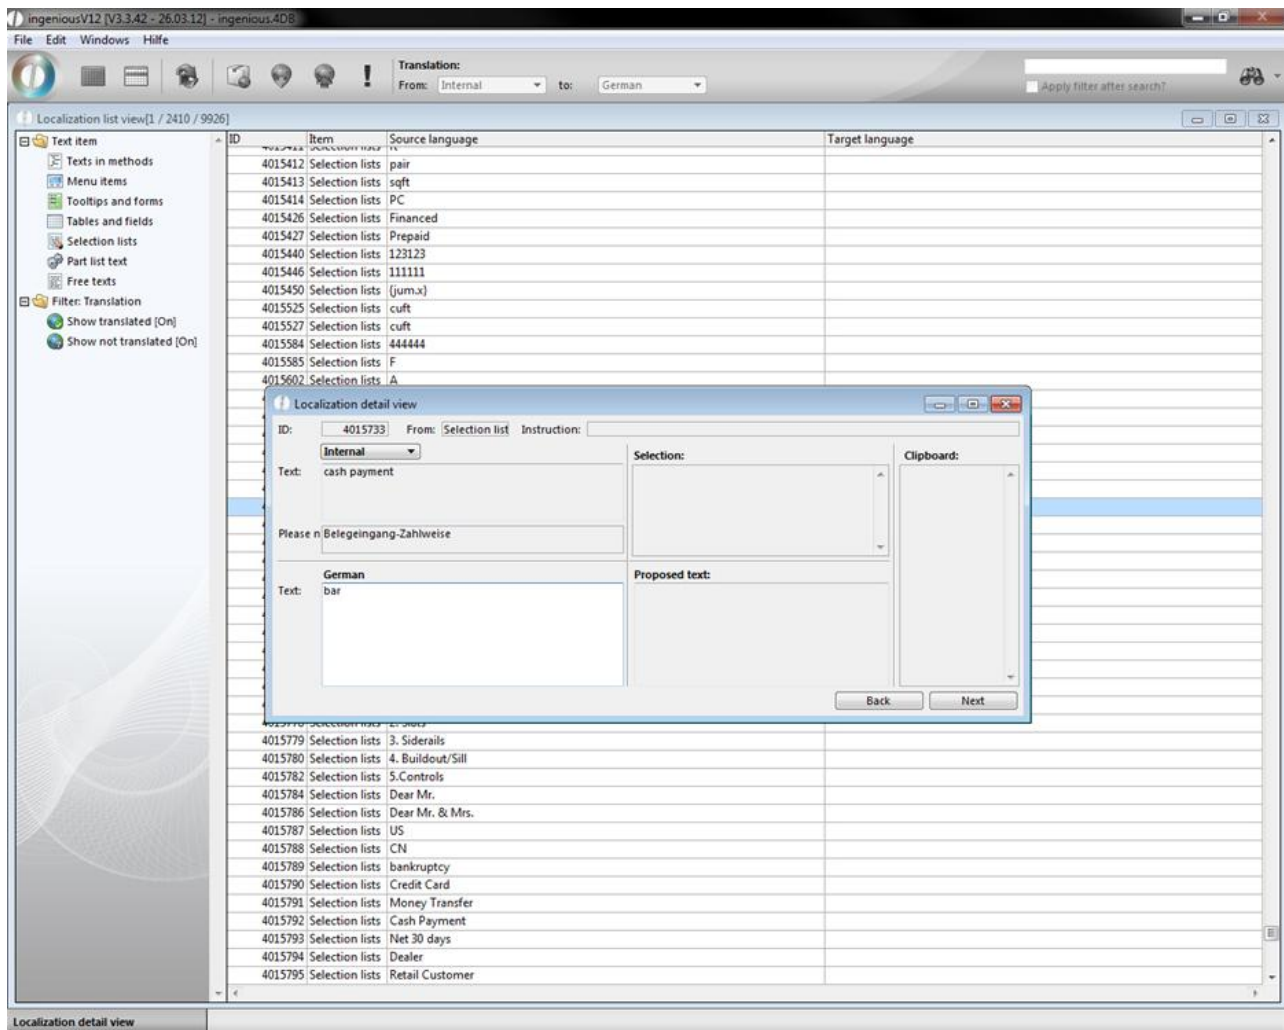 ingeniousV12 [V3.3.42 - 26.03.12] - ingenious.4DB
File Edit Windows Hilfe
Translation:
From: Internal to: German
Apply filter after search?
Localization list view[1 / 2410 / 9926]
Text item
Texts in methods
Menu items
Tooltips and forms
Tables and fields
Selection lists
Part list text
Free texts
Filter: Translation
Show translated [On]
Show not translated [On]
ID Item Source language Target language
4015412 Selection lists pair
4015413 Selection lists sqft
4015414 Selection lists PC
4015426 Selection lists Financed
4015427 Selection lists Prepaid
4015440 Selection lists 123123
4015446 Selection lists 111111
4015450 Selection lists {jum.x}
4015525 Selection lists cuft
4015527 Selection lists cuft
4015584 Selection lists 444444
4015585 Selection lists F
4015602 Selection lists A
Localization detail view
ID: 4015733 From: Selection list Instruction:
Internal
Text: cash payment
Please n Belegeingang-Zahlweise
Selection:
Clipboard:
German
Text: bar
Proposed text:
Back Next
4015779 Selection lists 3. Siderails
4015780 Selection lists 4. Buildout/Sill
4015782 Selection lists 5.Controls
4015784 Selection lists Dear Mr.
4015786 Selection lists Dear Mr. & Mrs.
4015787 Selection lists US
4015788 Selection lists CN
4015789 Selection lists bankruptcy
4015790 Selection lists Credit Card
4015791 Selection lists Money Transfer
4015792 Selection lists Cash Payment
4015793 Selection lists Net 30 days
4015794 Selection lists Dealer
4015795 Selection lists Retail Customer
Localization detail view